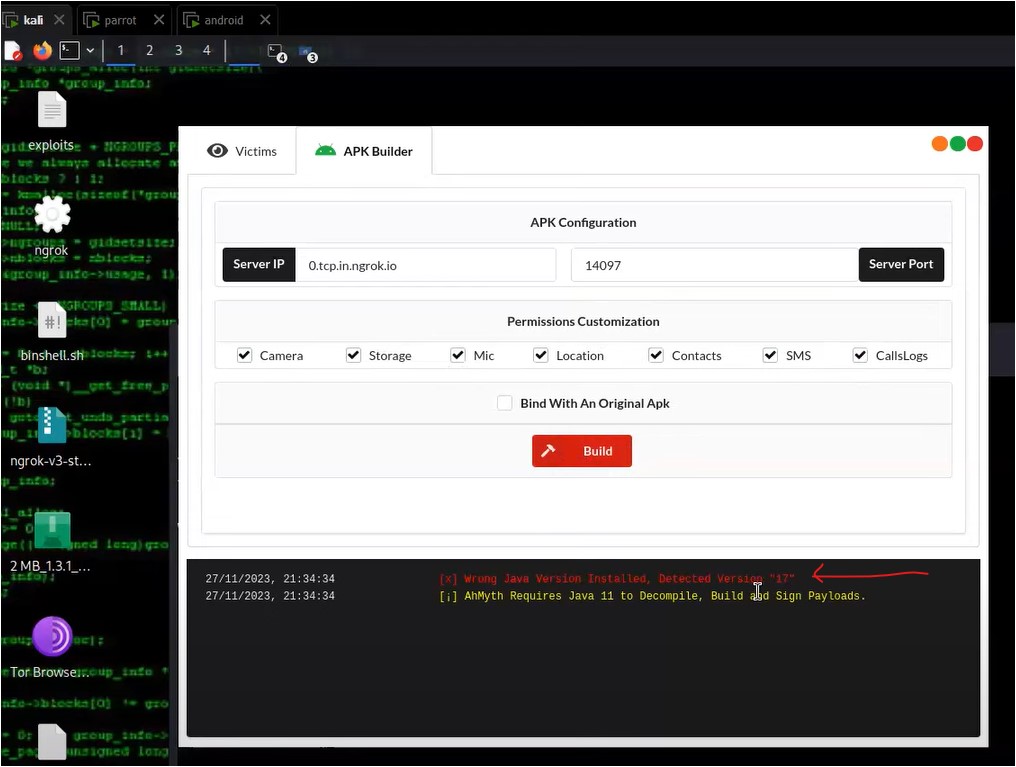 kali parrot android
1 2 3 4 4 3
exploits
ngrok
binshell.sh
ngrok-v3-st...
2 MB_1.3.1_...
Tor Browse...
Victims APK Builder
APK Configuration
Server IP 0.tcp.in.ngrok.io 14097 Server Port
Permissions Customization
Camera Storage Mic Location Contacts SMS CallsLogs
Bind With An Original Apk
Build
27/11/2023, 21:34:34 [x] Wrong Java Version Installed, Detected Version "17"
27/11/2023, 21:34:34 [¡] AhMyth Requires Java 11 to Decompile, Build and Sign Payloads.